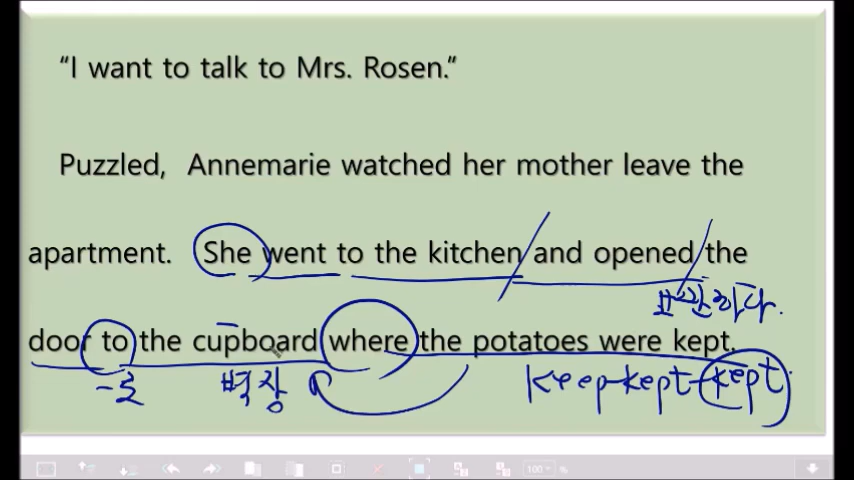 “I want to talk to Mrs. Rosen.”
Puzzled, Annemarie watched her mother leave the
apartment. She went to the kitchen and opened the
보관하다.
door to the cupboard where the potatoes were kept.
-로 벽장 keep-kept-kept
100 %